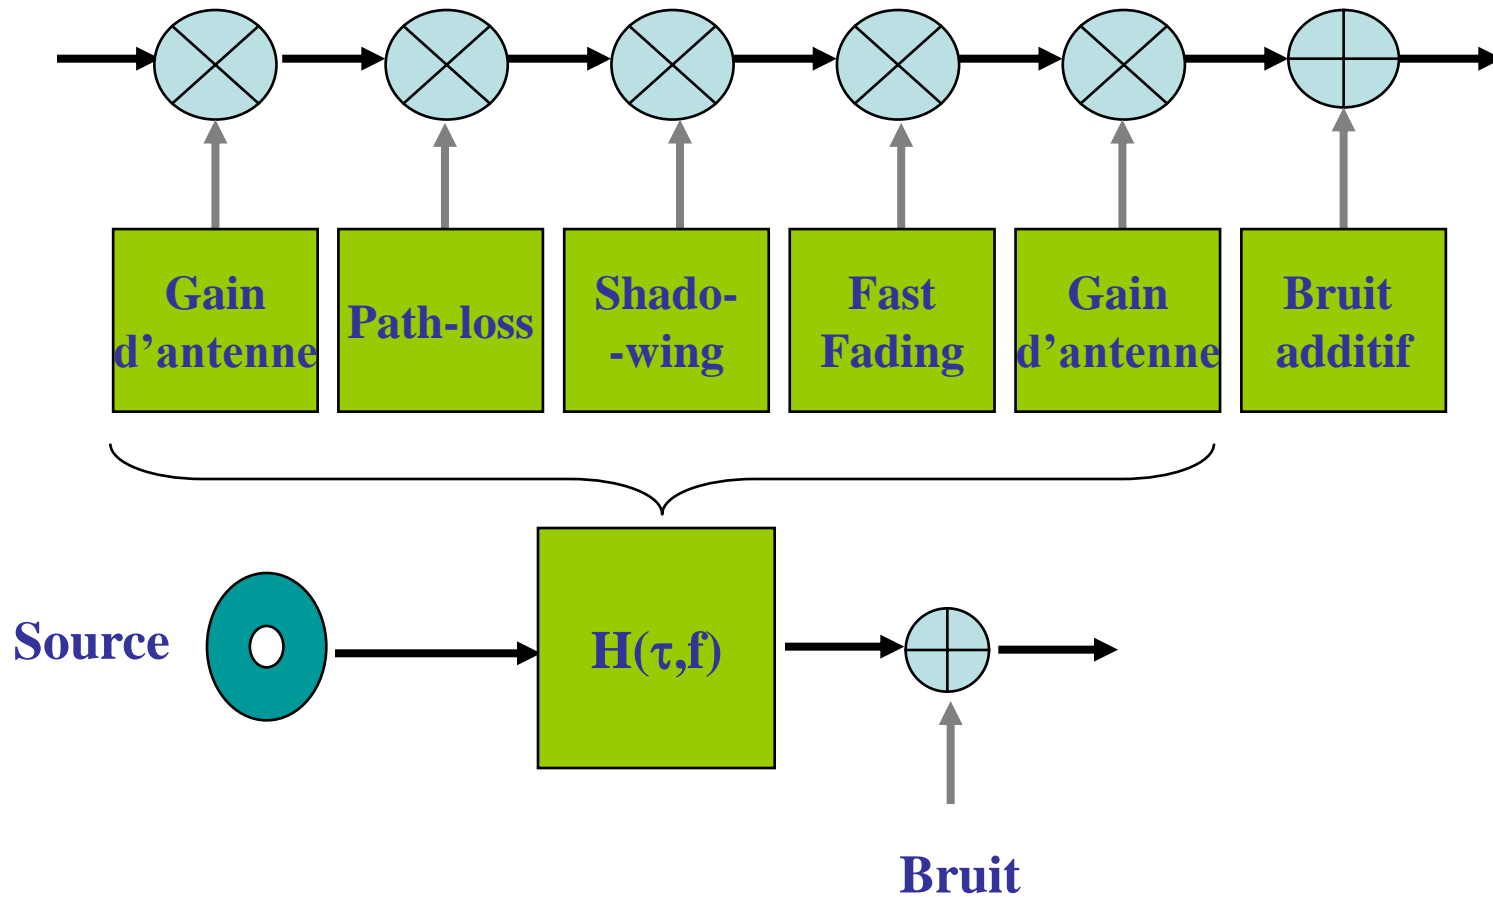 Gain
d’antenne
Path-loss
Shado-
-wing
Fast
Fading
Gain
d’antenne
Bruit
additif
Source
H(τ,f)
Bruit